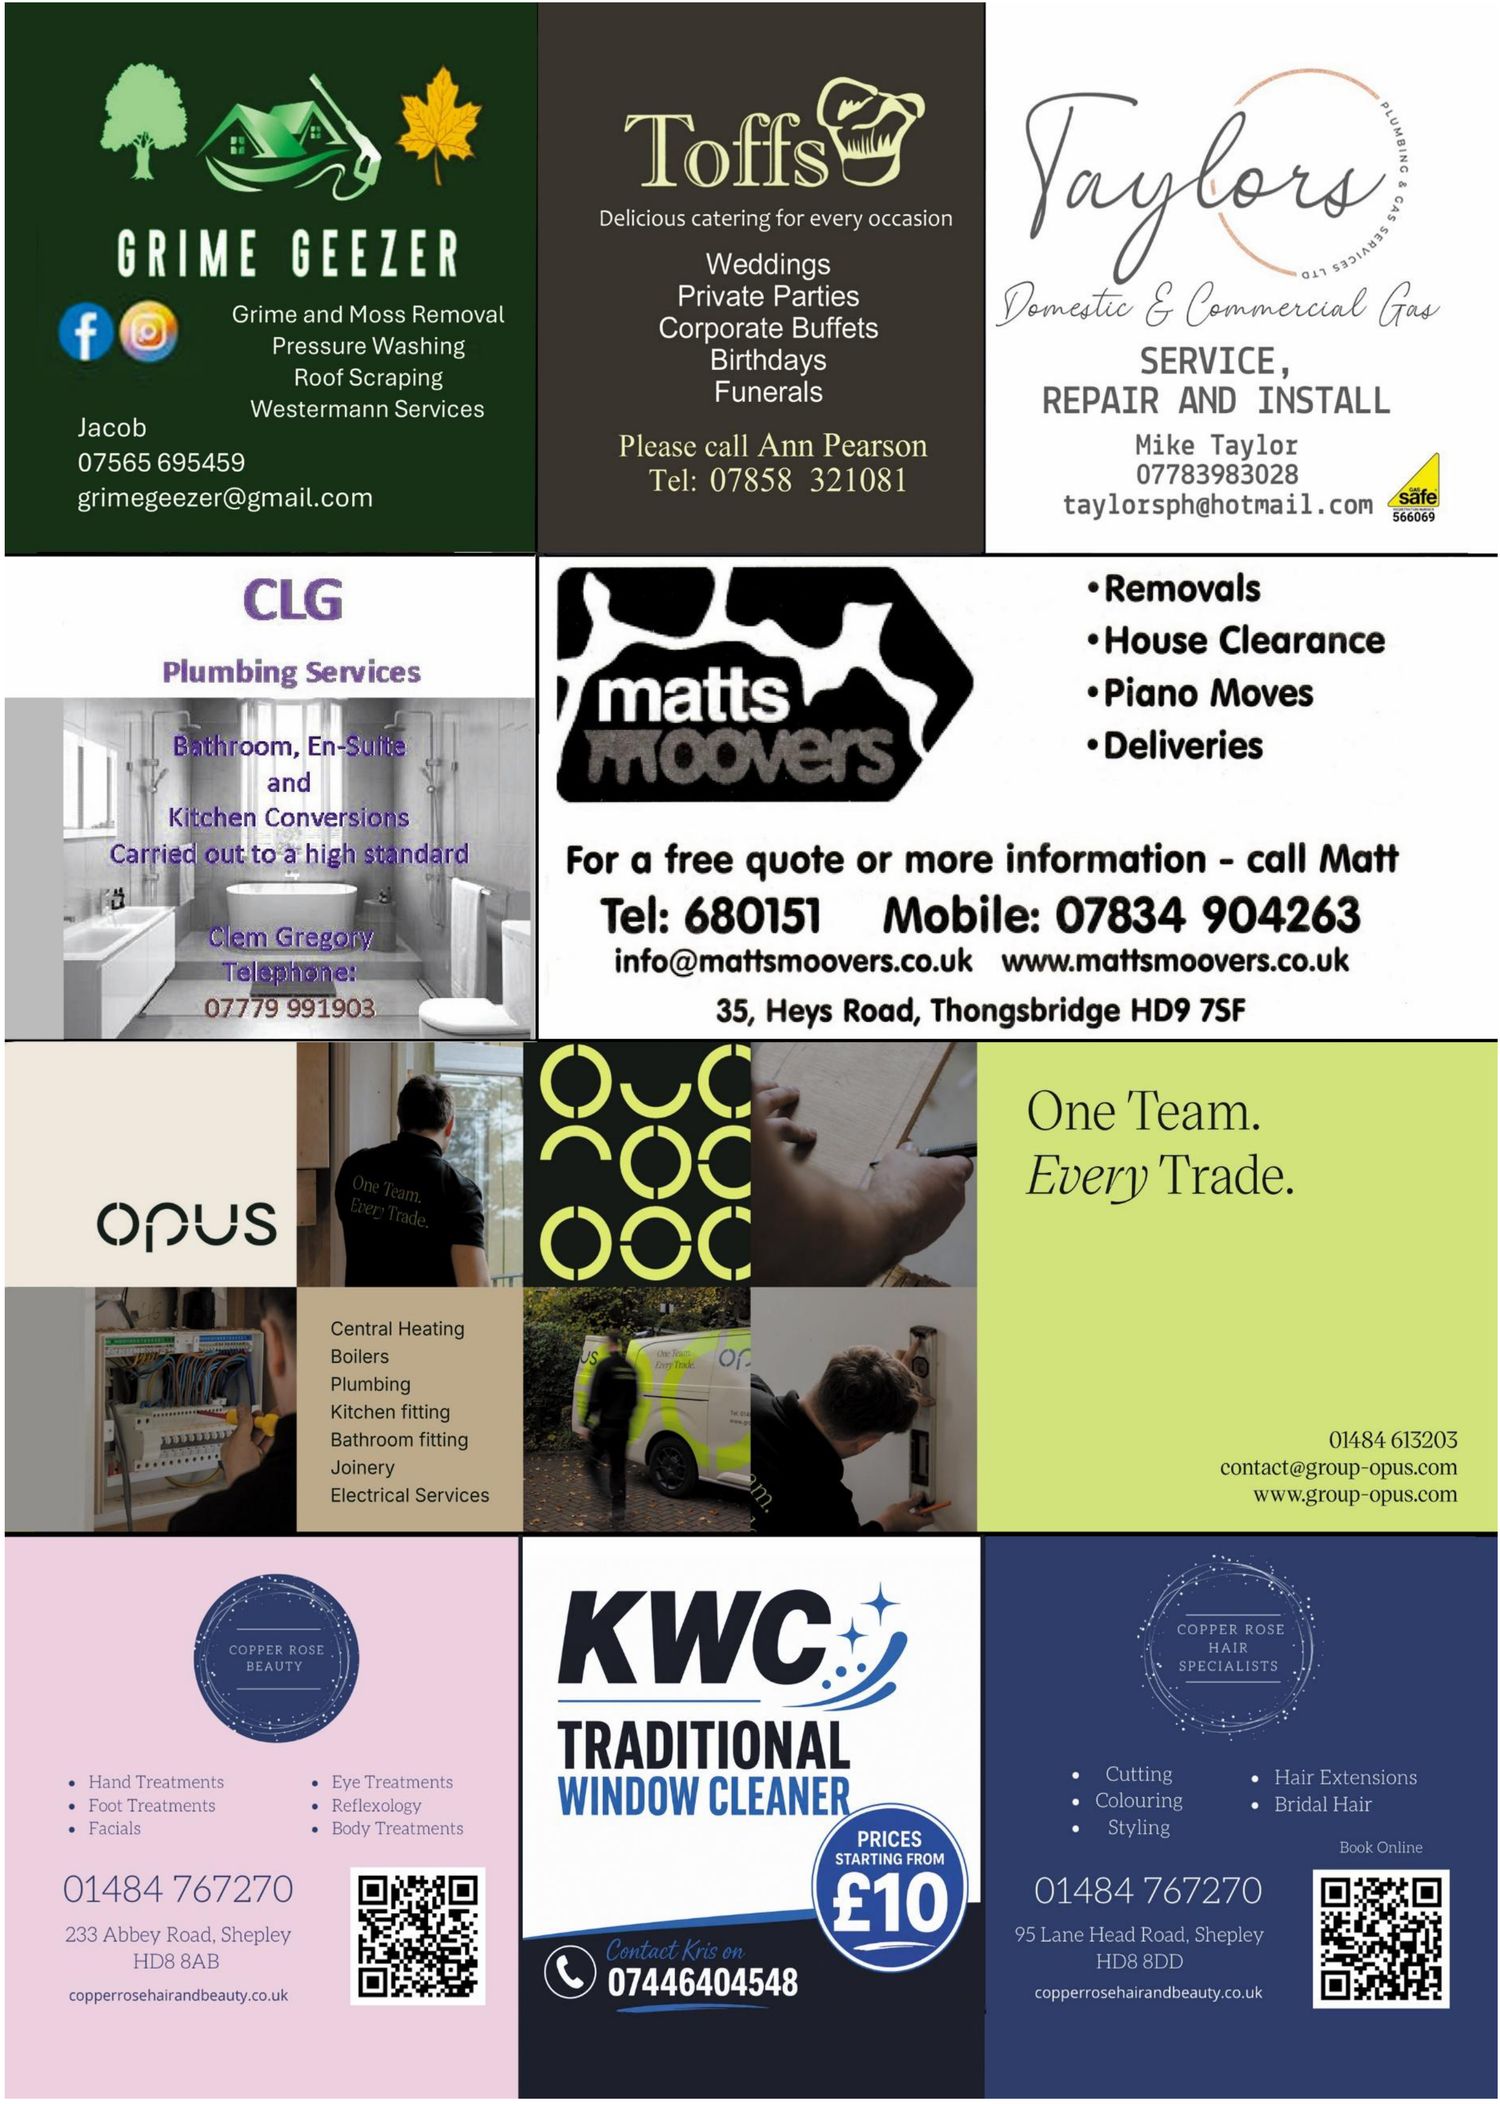 GRIME GEEZER
Grime and Moss Removal
Pressure Washing
Roof Scraping
Westermann Services
Jacob
07565 695459
grimegeezer@gmail.com
Toffs
Delicious catering for every occasion
Weddings
Private Parties
Corporate Buffets
Birthdays
Funerals
Please call Ann Pearson
Tel: 07858 321081
Taylors
PLUMBING & GAS SERVICES LTD
Domestic & Commercial Gas
SERVICE,
REPAIR AND INSTALL
Mike Taylor
07783983028
taylorsph@hotmail.com
GAS
safe
566069
CLG
Plumbing Services
Bathroom, En-Suite
and
Kitchen Conversions
Carried out to a high standard
Clem Gregory
Telephone:
07779 991903
matts
moovers
•Removals
•House Clearance
•Piano Moves
•Deliveries
For a free quote or more information - call Matt
Tel: 680151 Mobile: 07834 904263
info@mattsmoovers.co.uk www.mattsmoovers.co.uk
35, Heys Road, Thongsbridge HD9 7SF
opus
One Team.
Every Trade.
One Team.
Every Trade.
Central Heating
Boilers
Plumbing
Kitchen fitting
Bathroom fitting
Joinery
Electrical Services
us
One Team.
Every Trade.
op
m.
01484 613203
contact@group-opus.com
www.group-opus.com
COPPER ROSE
BEAUTY
• Hand Treatments
• Foot Treatments
• Facials
• Eye Treatments
• Reflexology
• Body Treatments
01484 767270
233 Abbey Road, Shepley
HD8 8AB
copperrosehairandbeauty.co.uk
KWC
TRADITIONAL
WINDOW CLEANER
PRICES
STARTING FROM
£10
Contact Kris on
07446404548
COPPER ROSE
HAIR
SPECIALISTS
• Cutting
• Colouring
• Styling
• Hair Extensions
• Bridal Hair
Book Online
01484 767270
95 Lane Head Road, Shepley
HD8 8DD
copperrosehairandbeauty.co.uk